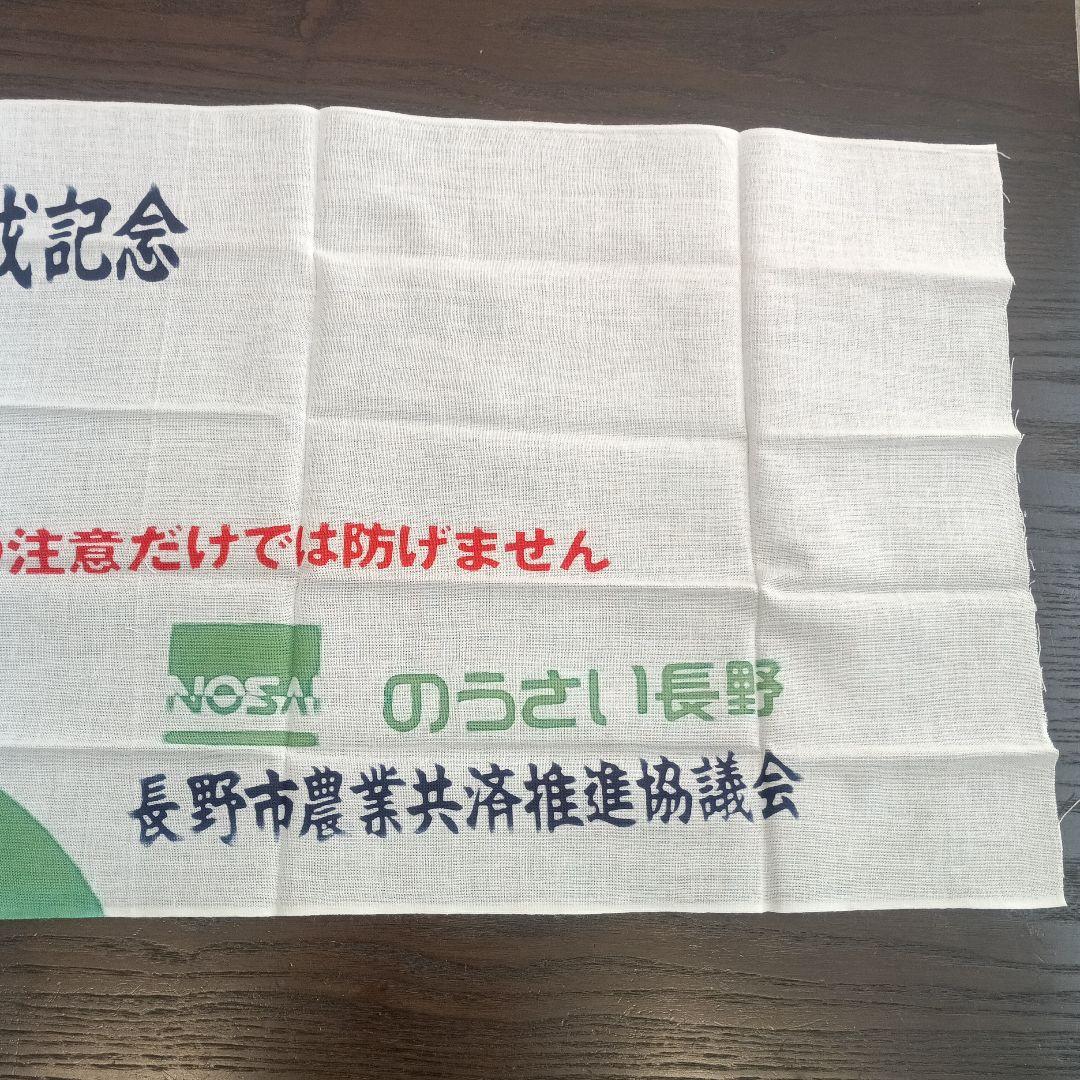 成記念
注意だけでは防げません
NOSAI
のうさい長野
長野市農業共済推進協議会